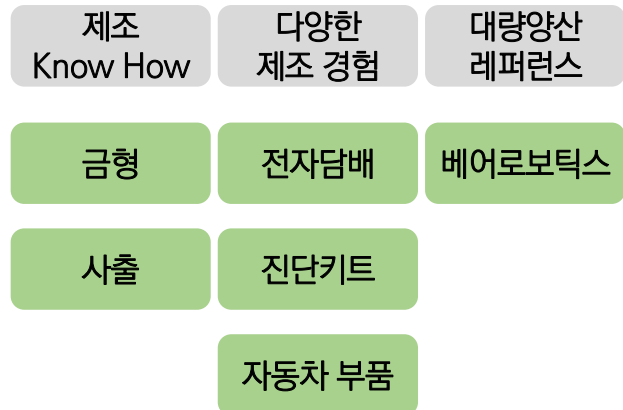 제조
Know How
다양한
제조 경험
대량양산
레퍼런스
금형
전자담배
베어로보틱스
사출
진단키트
자동차 부품